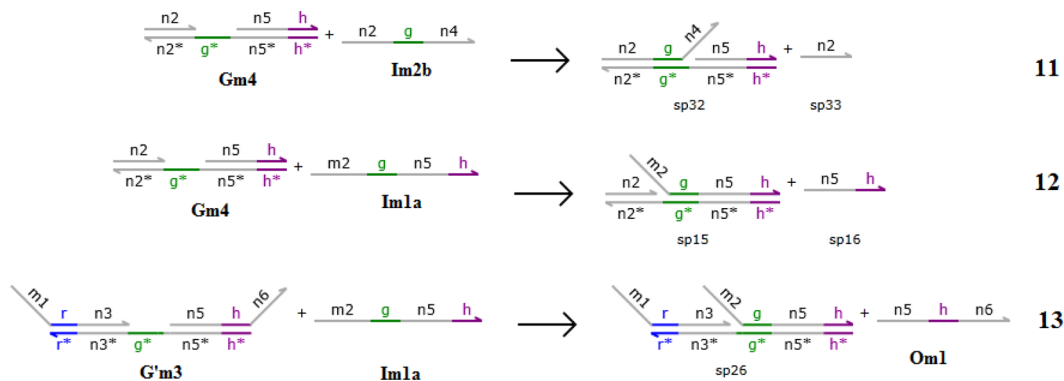 n2 n5 h
n2* g* n5* h*
Gm4
+
n2 g n4
Im2b
n2 g n4 n5 h
n2* g* n5* h*
sp32
+
n2
sp33
11
n2 n5 h
n2* g* n5* h*
Gm4
+
m2 g n5 h
Im1a
n2 m2 g n5 h
n2* g* n5* h*
sp15
+
n5 h
sp16
12
m1 r n3 n5 h n6
r* n3* g* n5* h*
G'm3
+
m2 g n5 h
Im1a
m1 r n3 m2 g n5 h
r* n3* g* n5* h*
sp26
+
n5 h n6
Om1
13